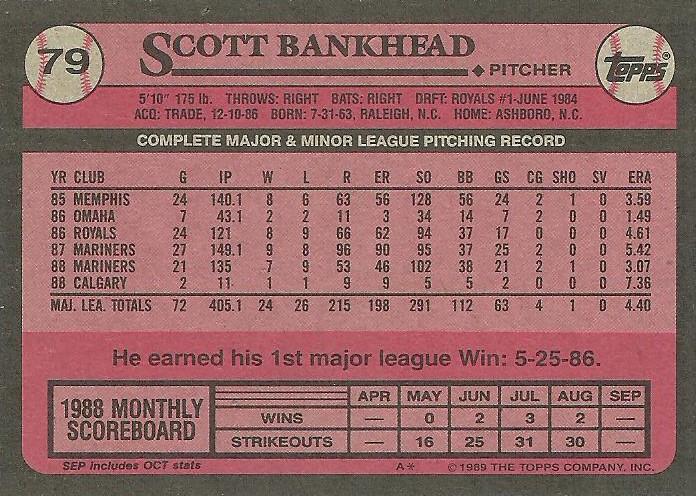 79
SCOTT BANKHEAD
◆ PITCHER
TOPPS®
5'10" 175 lb. THROWS: RIGHT BATS: RIGHT DRFT: ROYALS #1-JUNE 1984
ACQ: TRADE, 12-10-86 BORN: 7-31-63, RALEIGH, N.C. HOME: ASHBORO, N.C.
COMPLETE MAJOR & MINOR LEAGUE PITCHING RECORD
YR CLUB G IP W L R ER SO BB GS CG SHO SV ERA
85 MEMPHIS 24 140.1 8 6 63 56 128 56 24 2 1 0 3.59
86 OMAHA 7 43.1 2 2 11 3 34 14 7 2 0 0 1.49
86 ROYALS 24 121 8 9 66 62 94 37 17 0 0 0 4.61
87 MARINERS 27 149.1 9 8 96 90 95 37 25 2 0 0 5.42
88 MARINERS 21 135 7 9 53 46 102 38 21 2 1 0 3.07
88 CALGARY 2 11 1 1 9 9 5 5 2 0 0 0 7.36
MAJ. LEA. TOTALS 72 405.1 24 26 215 198 291 112 63 4 1 0 4.40
He earned his 1st major league Win: 5-25-86.
1988 MONTHLY SCOREBOARD
APR MAY JUN JUL AUG SEP
WINS — 0 2 3 2 —
STRIKEOUTS — 16 25 31 30 —
SEP includes OCT stats
A* © 1989 THE TOPPS COMPANY, INC.